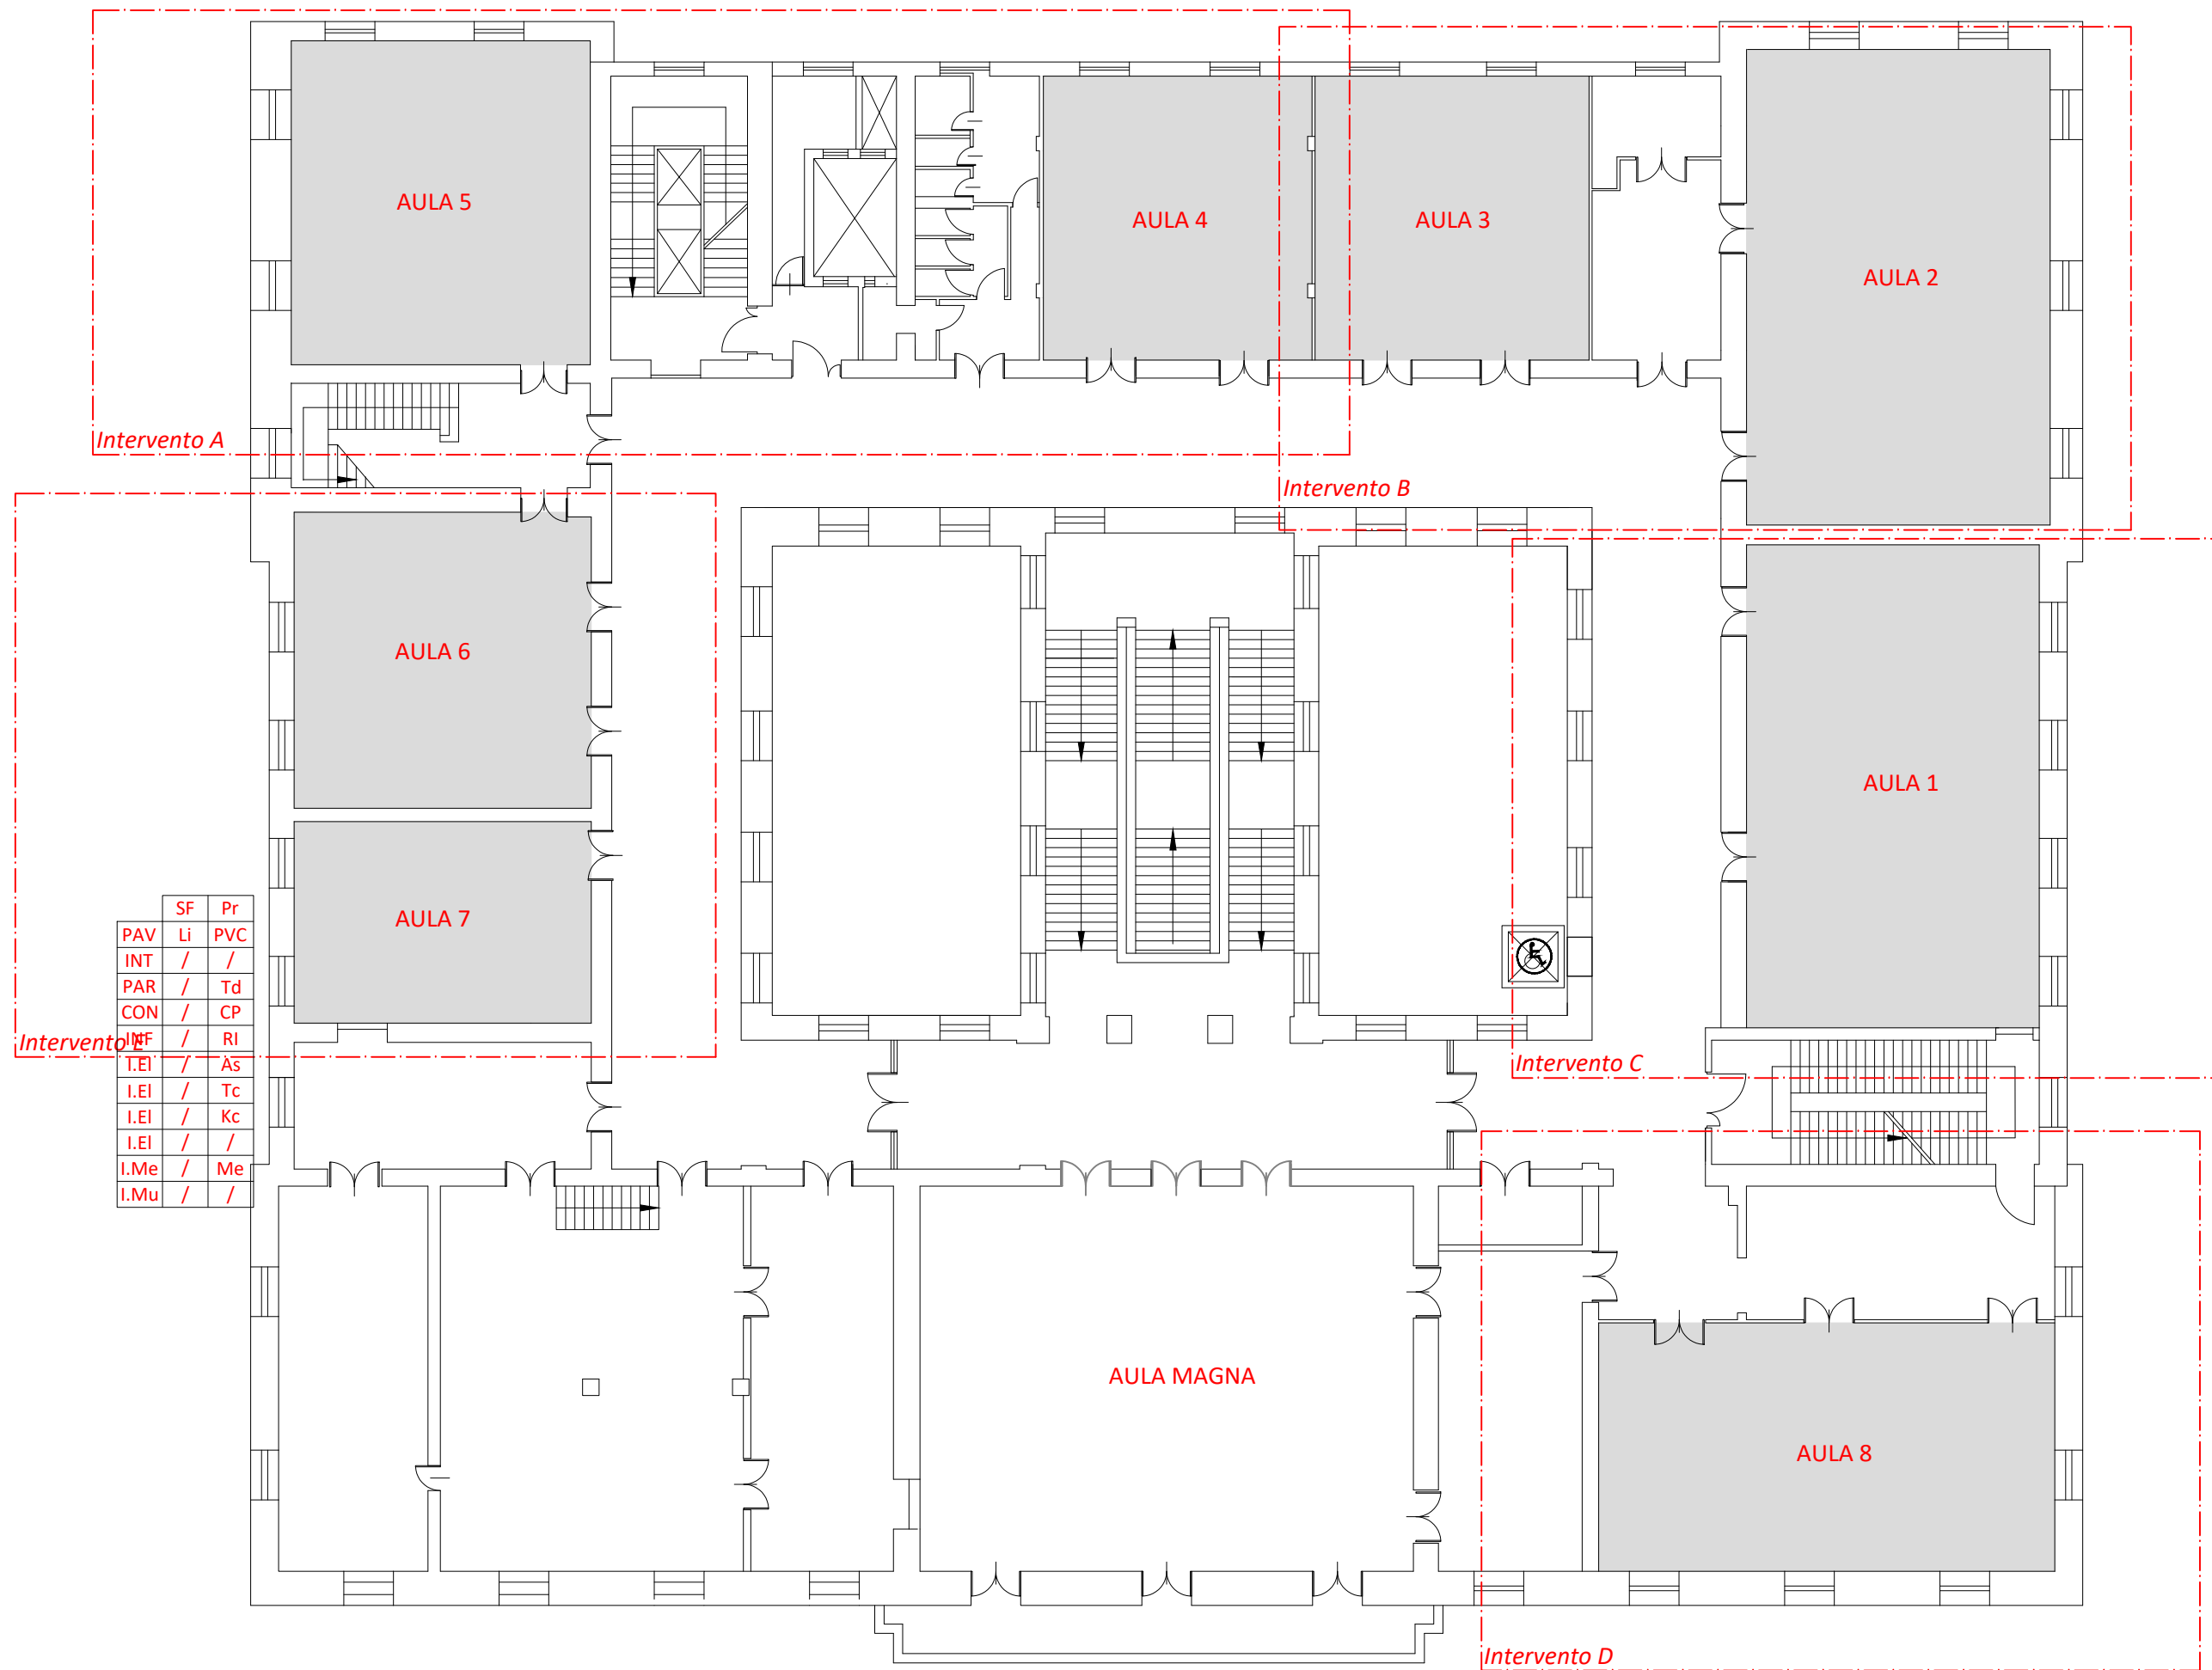 AULA 5
AULA 4
AULA 3
AULA 2
Intervento A
Intervento B
AULA 6
AULA 1
AULA 7
SF Pr
PAV Li PVC
INT / /
PAR / Td
CON / CP
INF / RI
I.El / As
I.El / Tc
I.El / Kc
I.El / /
I.Me / Me
I.Mu / /
Intervento E
Intervento C
AULA MAGNA
AULA 8
Intervento D